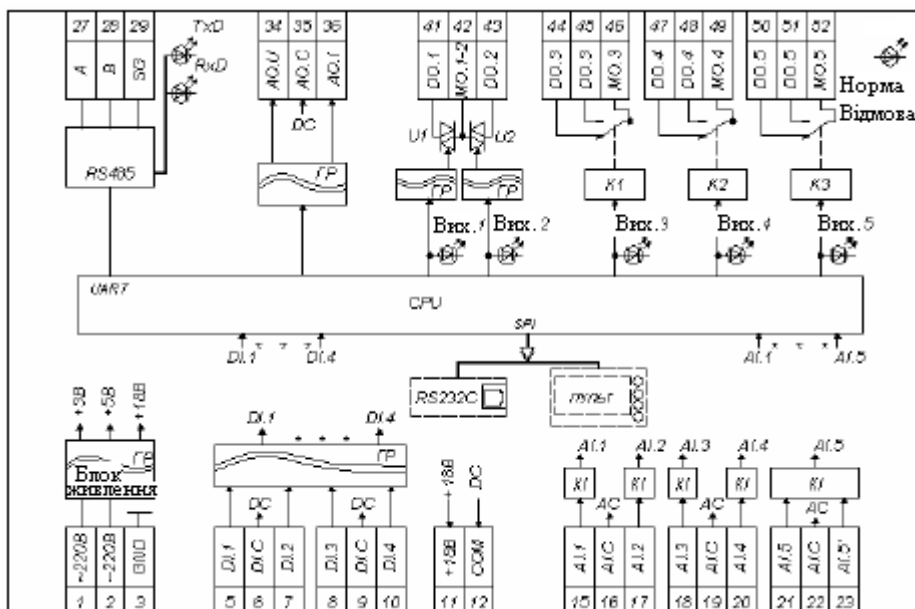 27 28 29 TxD 34 35 36 41 42 43 44 45 46 47 48 49 50 51 52
RxD
A B SG AO.U AO.C AO.I DO.1 MO.1-2 DO.2 DO.3 DO.3 MO.3 DO.4 DO.4 MO.4 DO.5 DO.5 MO.5 Норма
Відмова
DC U1 U2
RS485 ГР ГР ГР K1 K2 K3
Вих.1 Вих.2 Вих.3 Вих.4 Вих.5
UART
CPU
SPI
DI.1 DI.4 AI.1 AI.5
RS232C пульт
+3В +5В +18В DI.1 DI.4 AI.1 AI.2 AI.3 AI.4 AI.5
ГР ГР +18В DC КІ КІ КІ КІ КІ
Блок
живлення
DC DC AC AC AC
~220В ~220В GND DI.1 DI.C DI.2 DI.3 DI.C DI.4 +18В COM AI.1 AI.C AI.2 AI.3 AI.C AI.4 AI.5 AI.C AI.5'
1 2 3 5 6 7 8 9 10 11 12 15 16 17 18 19 20 21 22 23